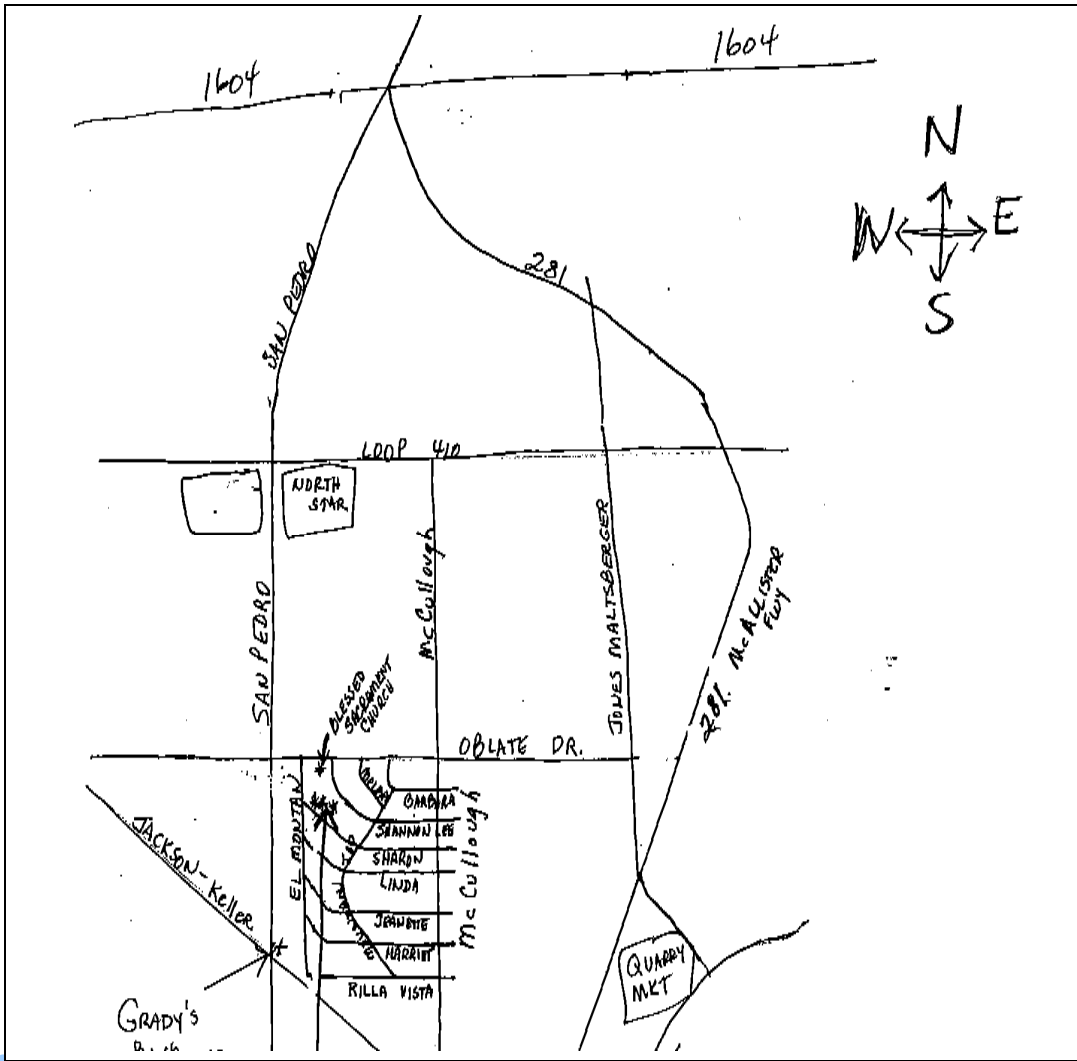 1604
1604
N
W E
S
SAN PEDRO
281
LOOP 410
NORTH
STAR
McCullough
JONES MALTSBERGER
281 McALLISTER
FWY
SAN PEDRO
BLESSED
SACRAMENT
CHURCH
OBLATE DR.
BARBARA
SHANNON LEE
SHARON
LINDA
JEANETTE
HARRIET
RILLA VISTA
EL MONTAN
McCullough
JACKSON-Keller
QUARRY
MKT
GRADY'S